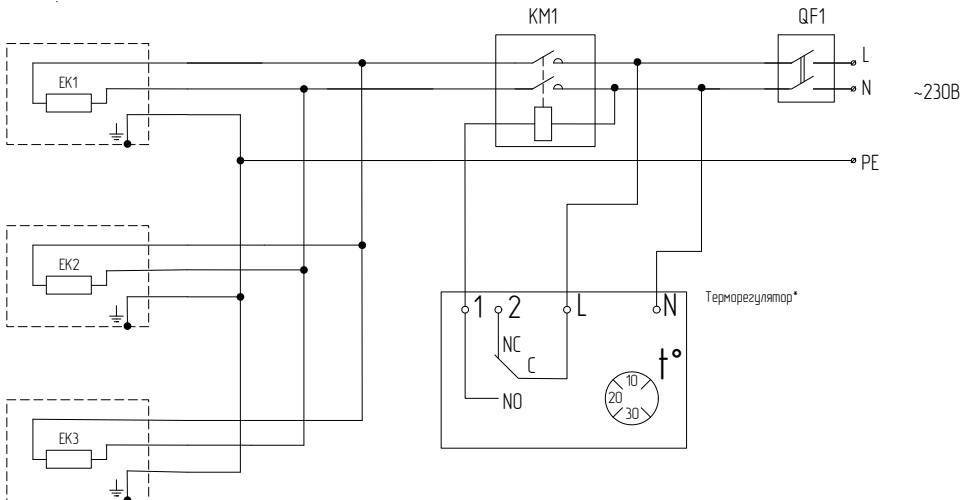 KM1
QF1
L
EK1
N
~230В
PE
EK2
Терморегулятор*
1
2
L
N
NC
C
t°
10
20
30
NO
EK3